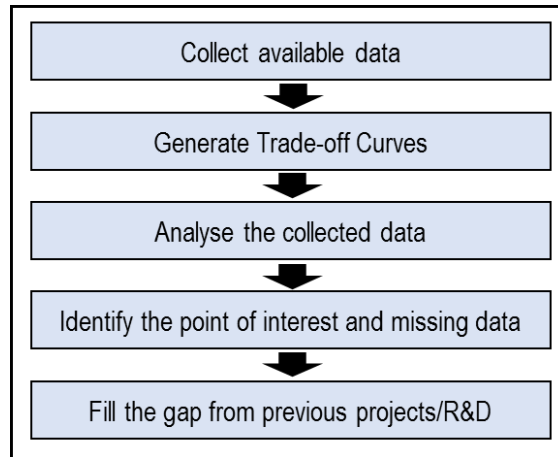 Collect available data
Generate Trade-off Curves
Analyse the collected data
Identify the point of interest and missing data
Fill the gap from previous projects/R&D